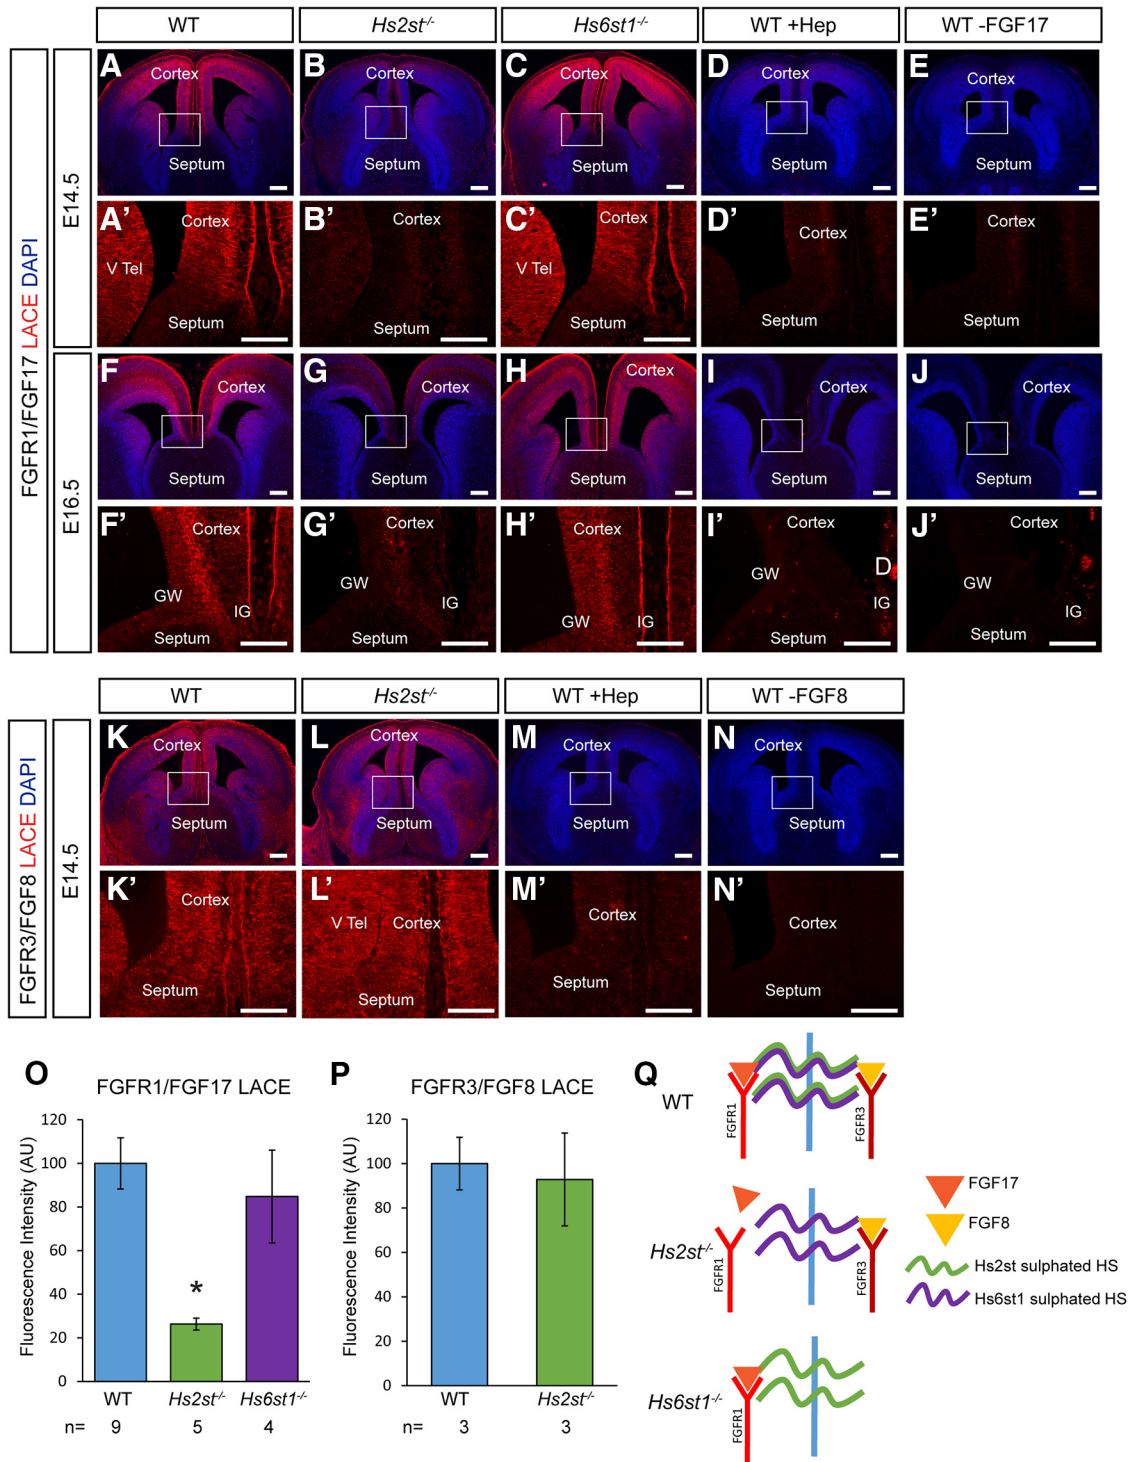 WT
Hs2st-/-
Hs6st1-/-
WT +Hep
WT -FGF17
FGFR1/FGF17 LACE DAPI
E14.5
A
Cortex
Septum
B
Cortex
Septum
C
Cortex
Septum
D
Cortex
Septum
E
Cortex
Septum
A’
Cortex
V Tel
Septum
B’
Cortex
Septum
C’
Cortex
V Tel
Septum
D’
Cortex
Septum
E’
Cortex
Septum
E16.5
F
Cortex
Septum
G
Cortex
Septum
H
Cortex
Septum
I
Cortex
Septum
J
Cortex
Septum
F’
Cortex
GW
IG
Septum
G’
Cortex
GW
IG
Septum
H’
Cortex
GW
IG
I’
Cortex
GW
D
IG
Septum
J’
Cortex
GW
IG
Septum
WT
Hs2st-/-
WT +Hep
WT -FGF8
FGFR3/FGF8 LACE DAPI
E14.5
K
Cortex
Septum
L
Cortex
Septum
M
Cortex
Septum
N
Cortex
Septum
K’
Cortex
Septum
L’
V Tel
Cortex
Septum
M’
Cortex
Septum
N’
Cortex
Septum
O
FGFR1/FGF17 LACE
Fluorescence Intensity (AU)
120
100
80
60
40
20
0
*
WT
Hs2st-/-
Hs6st1-/-
n=
9
5
4
P
FGFR3/FGF8 LACE
Fluorescence Intensity (AU)
120
100
80
60
40
20
0
WT
Hs2st-/-
n=
3
3
Q
WT
FGFR1
FGFR3
Hs2st-/-
FGFR1
FGFR3
Hs6st1-/-
FGFR1
FGF17
FGF8
Hs2st sulphated HS
Hs6st1 sulphated HS